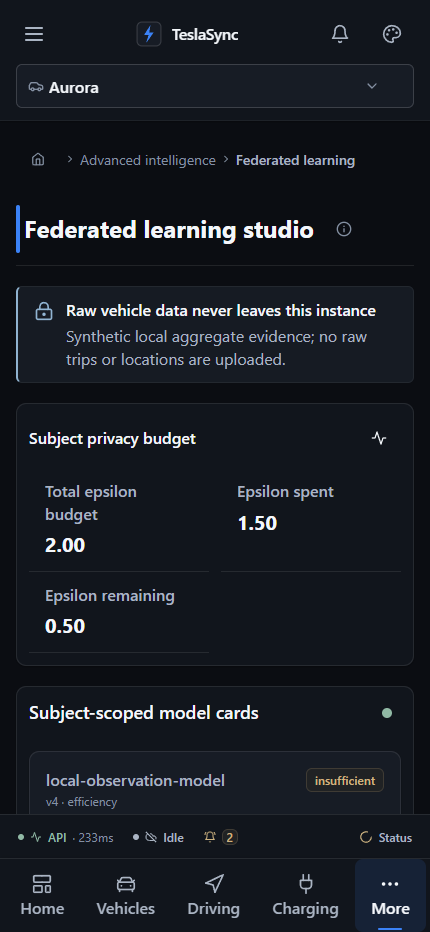 TeslaSync
Aurora
Advanced intelligence
Federated learning
Federated learning studio
Raw vehicle data never leaves this instance
Synthetic local aggregate evidence; no raw
trips or locations are uploaded.
Subject privacy budget
Total epsilon
budget
2.00
Epsilon spent
1.50
Epsilon remaining
0.50
Subject-scoped model cards
local-observation-model
insufficient
v4 · efficiency
API · 233ms
Idle
2
Status
Home
Vehicles
Driving
Charging
More